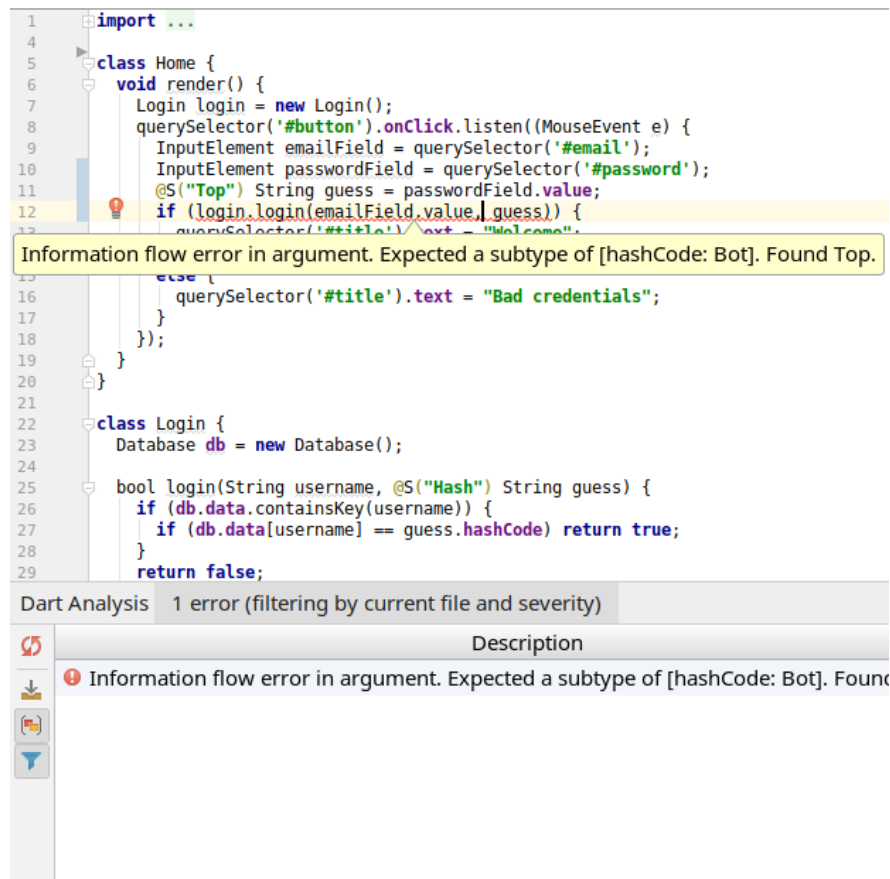 1 import ...
4
5 class Home {
6 void render() {
7 Login login = new Login();
8 querySelector('#button').onClick.listen((MouseEvent e) {
9 InputElement emailField = querySelector('#email');
10 InputElement passwordField = querySelector('#password');
11 @S("Top") String guess = passwordField.value;
12 if (login.login(emailField.value, guess)) {
13 querySelector('#title').text = "Welcome";
Information flow error in argument. Expected a subtype of [hashCode: Bot]. Found Top.
15 else {
16 querySelector('#title').text = "Bad credentials";
17 }
18 });
19 }
20 }
21
22 class Login {
23 Database db = new Database();
24
25 bool login(String username, @S("Hash") String guess) {
26 if (db.data.containsKey(username)) {
27 if (db.data[username] == guess.hashCode) return true;
28 }
29 return false;
Dart Analysis 1 error (filtering by current file and severity)
Description
Information flow error in argument. Expected a subtype of [hashCode: Bot]. Found